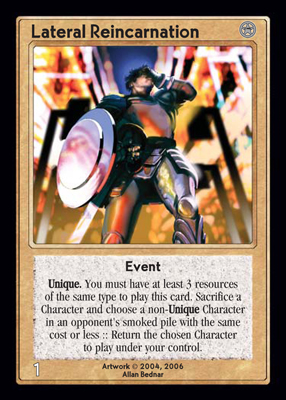 Lateral Reincarnation
Event
Unique. You must have at least 3 resources
of the same type to play this card. Sacrifice a
Character and choose a non-Unique Character
in an opponent's smoked pile with the same
cost or less :: Return the chosen Character
to play under your control.
1
Artwork © 2004, 2006
Allan Bednar